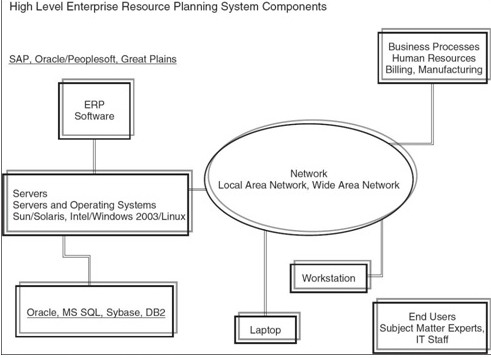 High Level Enterprise Resource Planning System Components
Business Processes
Human Resources
Billing, Manufacturing
SAP, Oracle/Peoplesoft, Great Plains
ERP
Software
Network
Local Area Network, Wide Area Network
Servers
Servers and Operating Systems
Sun/Solaris, Intel/Windows 2003/Linux
Workstation
Oracle, MS SQL, Sybase, DB2
Laptop
End Users
Subject Matter Experts,
IT Staff